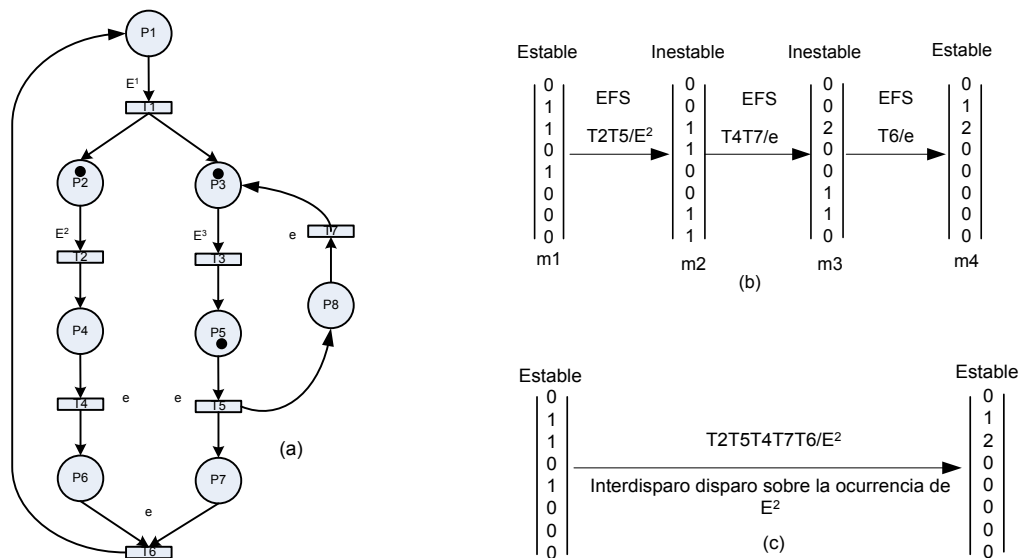 P1
E1
T1
P2
P3
E2
E3
e
T7
T2
T3
P4
P5
P8
T4
e
e
T5
P6
P7
e
T6
(a)
Estable
Inestable
Inestable
Estable
EFS
EFS
EFS
T2T5/E2
T4T7/e
T6/e
0
1
1
0
1
0
0
0
0
0
1
1
0
0
1
1
0
0
2
0
0
1
1
0
0
1
2
0
0
0
0
0
m1
m2
m3
m4
(b)
Estable
Estable
0
1
1
0
1
0
0
0
T2T5T4T7T6/E2
Interdisparo disparo sobre la ocurrencia de
E2
0
1
2
0
0
0
0
0
(c)